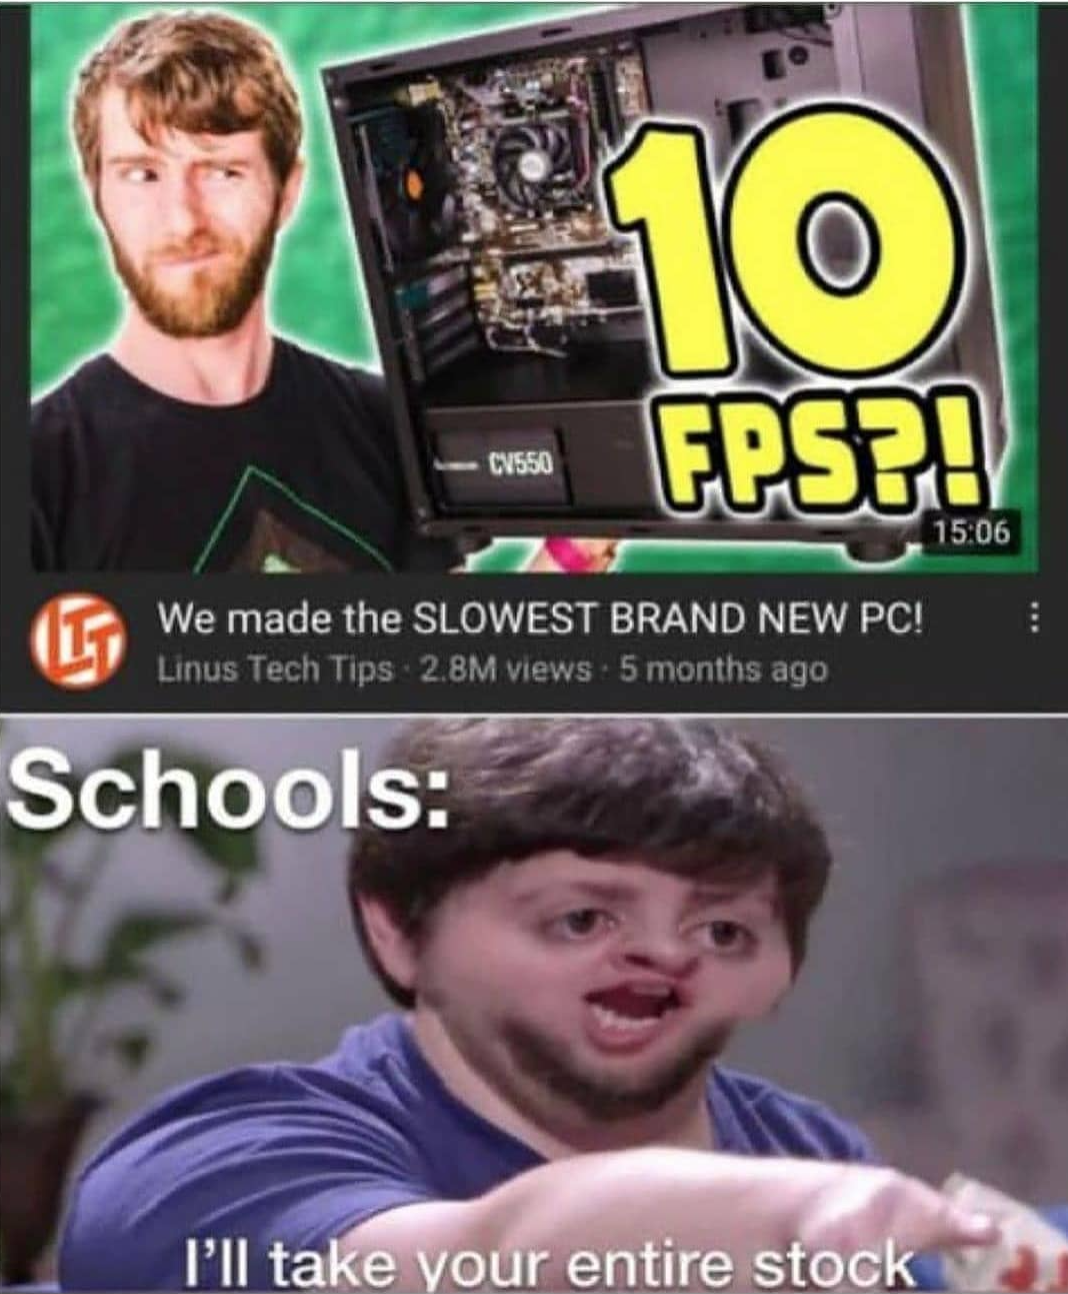 10
FPS?!
CV550
15:06
LTT
We made the SLOWEST BRAND NEW PC!
Linus Tech Tips · 2.8M views · 5 months ago
Schools:
I'll take your entire stock